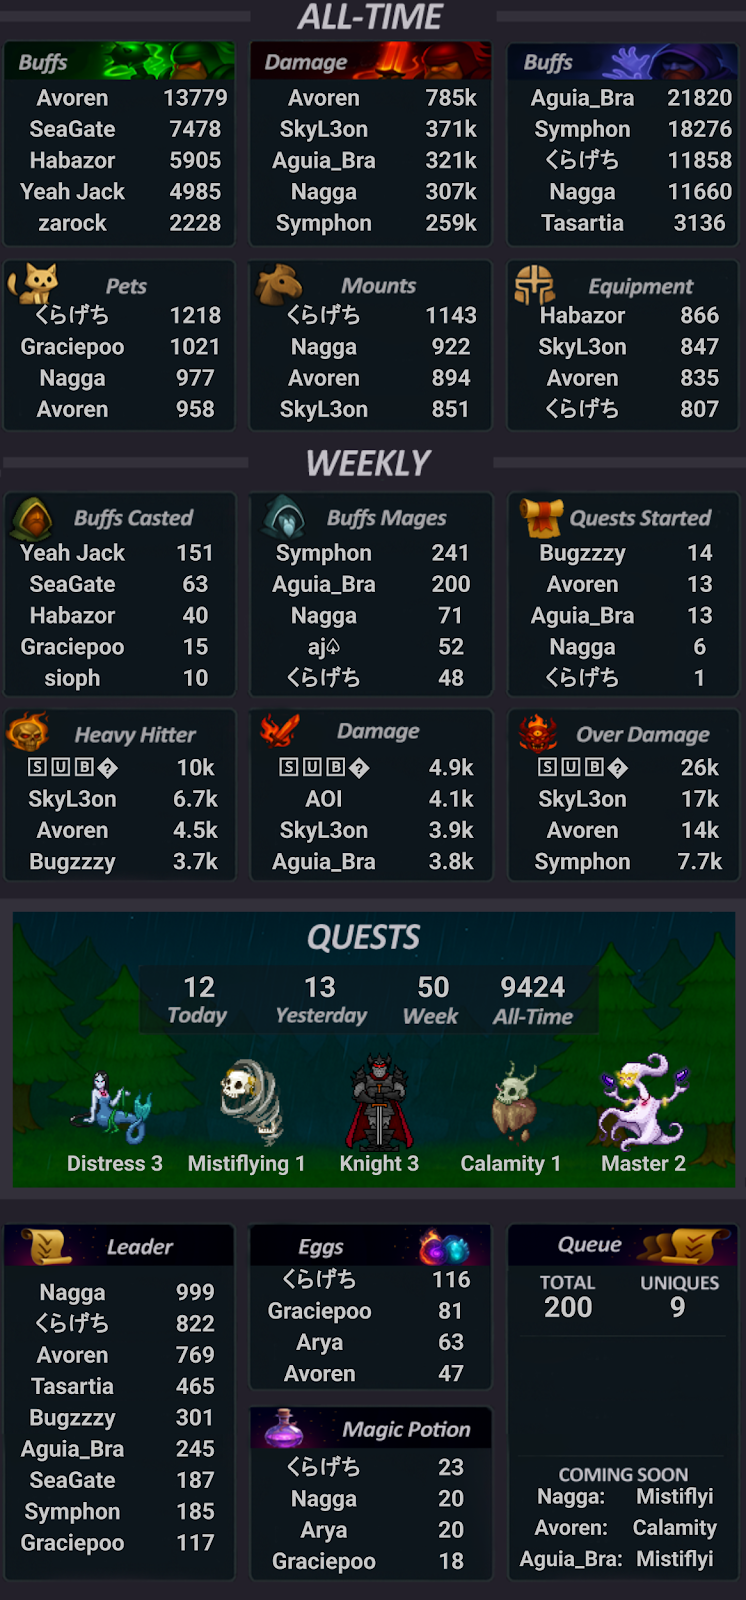 ALL-TIME
Buffs
Avoren 13779
SeaGate 7478
Habazor 5905
Yeah Jack 4985
zarock 2228
Damage
Avoren 785k
SkyL3on 371k
Aguia_Bra 321k
Nagga 307k
Symphon 259k
Buffs
Aguia_Bra 21820
Symphon 18276
くらげち 11858
Nagga 11660
Tasartia 3136
Pets
くらげち 1218
Graciepoo 1021
Nagga 977
Avoren 958
Mounts
くらげち 1143
Nagga 922
Avoren 894
SkyL3on 851
Equipment
Habazor 866
SkyL3on 847
Avoren 835
くらげち 807
WEEKLY
Buffs Casted
Yeah Jack 151
SeaGate 63
Habazor 40
Graciepoo 15
sioph 10
Buffs Mages
Symphon 241
Aguia_Bra 200
Nagga 71
aj♤ 52
くらげち 48
Quests Started
Bugzzzy 14
Avoren 13
Aguia_Bra 13
Nagga 6
くらげち 1
Heavy Hitter
🅂🅄🄱� 10k
SkyL3on 6.7k
Avoren 4.5k
Bugzzzy 3.7k
Damage
🅂🅄🄱� 4.9k
AOI 4.1k
SkyL3on 3.9k
Aguia_Bra 3.8k
Over Damage
🅂🅄🄱� 26k
SkyL3on 17k
Avoren 14k
Symphon 7.7k
QUESTS
12 13 50 9424
Today Yesterday Week All-Time
Distress 3 Mistiflying 1 Knight 3 Calamity 1 Master 2
Leader
Nagga 999
くらげち 822
Avoren 769
Tasartia 465
Bugzzzy 301
Aguia_Bra 245
SeaGate 187
Symphon 185
Graciepoo 117
Eggs
くらげち 116
Graciepoo 81
Arya 63
Avoren 47
Magic Potion
くらげち 23
Nagga 20
Arya 20
Graciepoo 18
Queue
TOTAL UNIQUES
200 9
COMING SOON
Nagga: Mistiflyi
Avoren: Calamity
Aguia_Bra: Mistiflyi